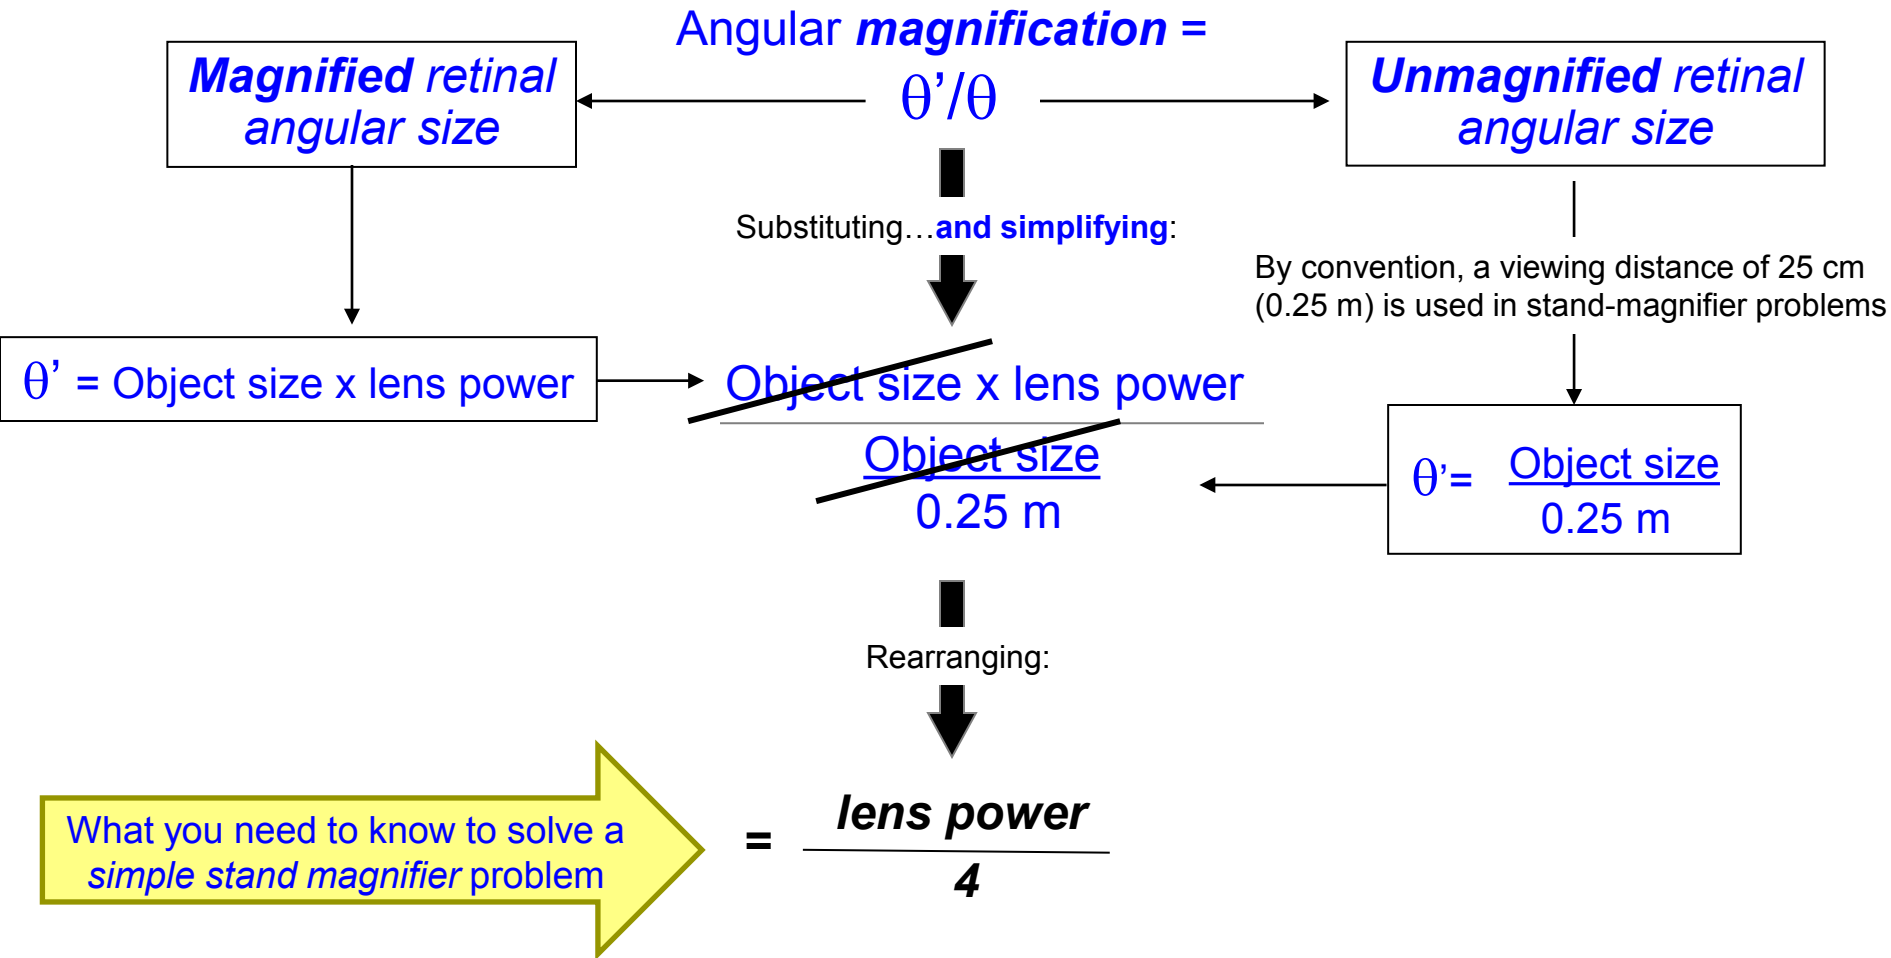 Angular magnification =
Magnified retinal
angular size
θ’/θ
Unmagnified retinal
angular size
Substituting…and simplifying:
By convention, a viewing distance of 25 cm
(0.25 m) is used in stand-magnifier problems
θ’ = Object size x lens power
Object size x lens power
Object size
0.25 m
θ’= Object size
0.25 m
Rearranging:
What you need to know to solve a
simple stand magnifier problem
= lens power
4